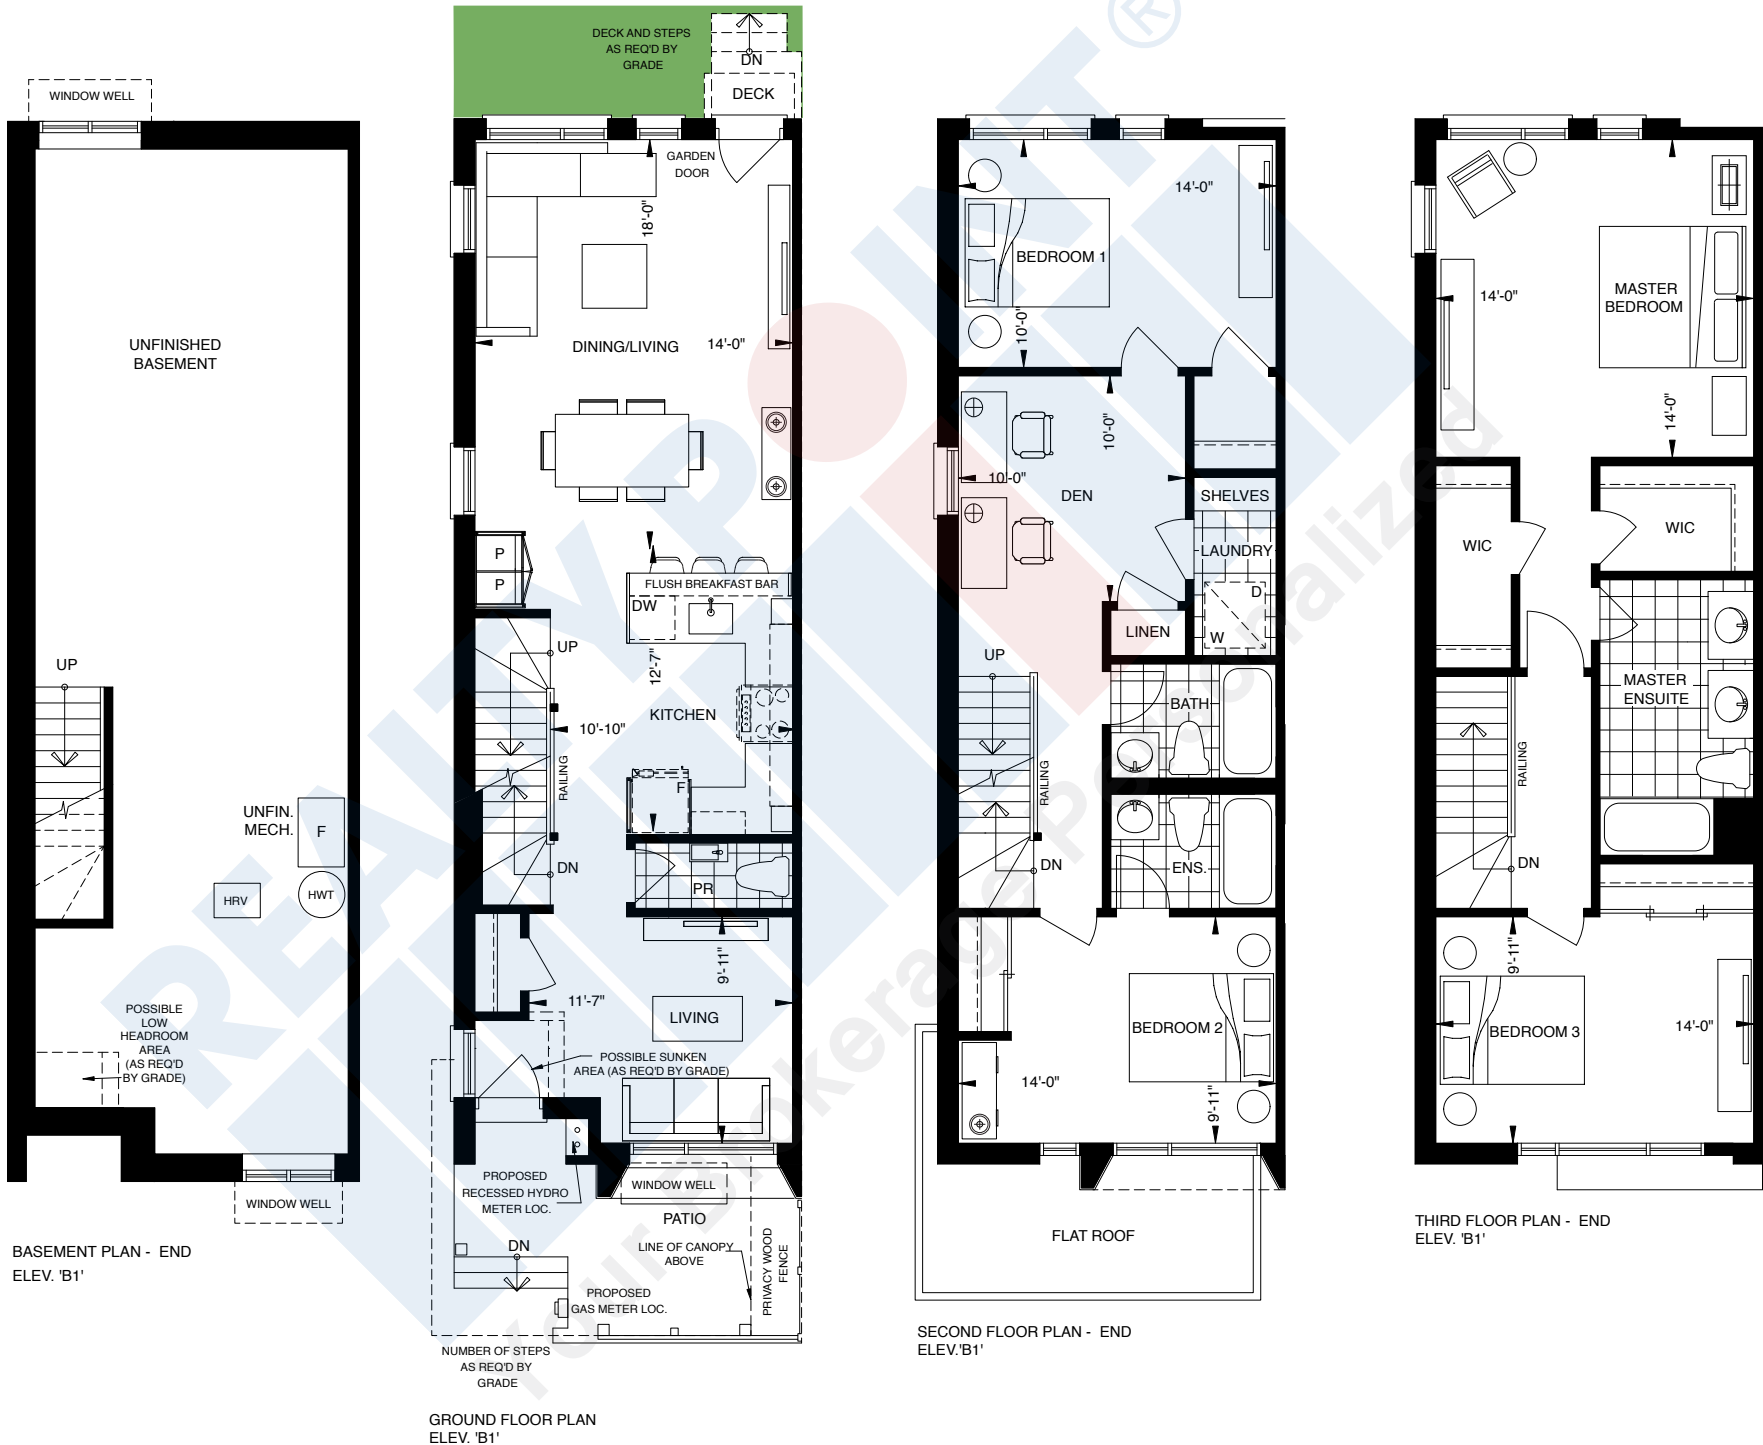 WINDOW WELL
UNFINISHED
BASEMENT
UP
UNFIN.
MECH.
F
HRV
HWT
POSSIBLE
LOW
HEADROOM
AREA
(AS REQ'D
BY GRADE)
WINDOW WELL
BASEMENT PLAN - END
ELEV. 'B1'
DECK AND STEPS
AS REQ'D BY
GRADE
DN
DECK
GARDEN
DOOR
18'-0"
DINING/LIVING
14'-0"
P
P
FLUSH BREAKFAST BAR
DW
UP
12'-7"
KITCHEN
10'-10"
RAILING
F
DN
PR
9'-11"
11'-7"
LIVING
POSSIBLE SUNKEN
AREA (AS REQ'D BY GRADE)
PROPOSED
RECESSED HYDRO
METER LOC.
WINDOW WELL
PATIO
DN
LINE OF CANOPY
ABOVE
PRIVACY WOOD
FENCE
PROPOSED
GAS METER LOC.
NUMBER OF STEPS
AS REQ'D BY
GRADE
GROUND FLOOR PLAN
ELEV. 'B1'
14'-0"
BEDROOM 1
10'-0"
10'-0"
10'-0"
DEN
SHELVES
LAUNDRY
D
W
LINEN
UP
BATH
RAILING
DN
ENS.
BEDROOM 2
14'-0"
9'-11"
FLAT ROOF
SECOND FLOOR PLAN - END
ELEV.'B1'
14'-0"
MASTER
BEDROOM
14'-0"
WIC
WIC
MASTER
ENSUITE
RAILING
DN
9'-11"
BEDROOM 3
14'-0"
THIRD FLOOR PLAN - END
ELEV. 'B1'
REALTYPOINT®
Your Brokerage Personalized